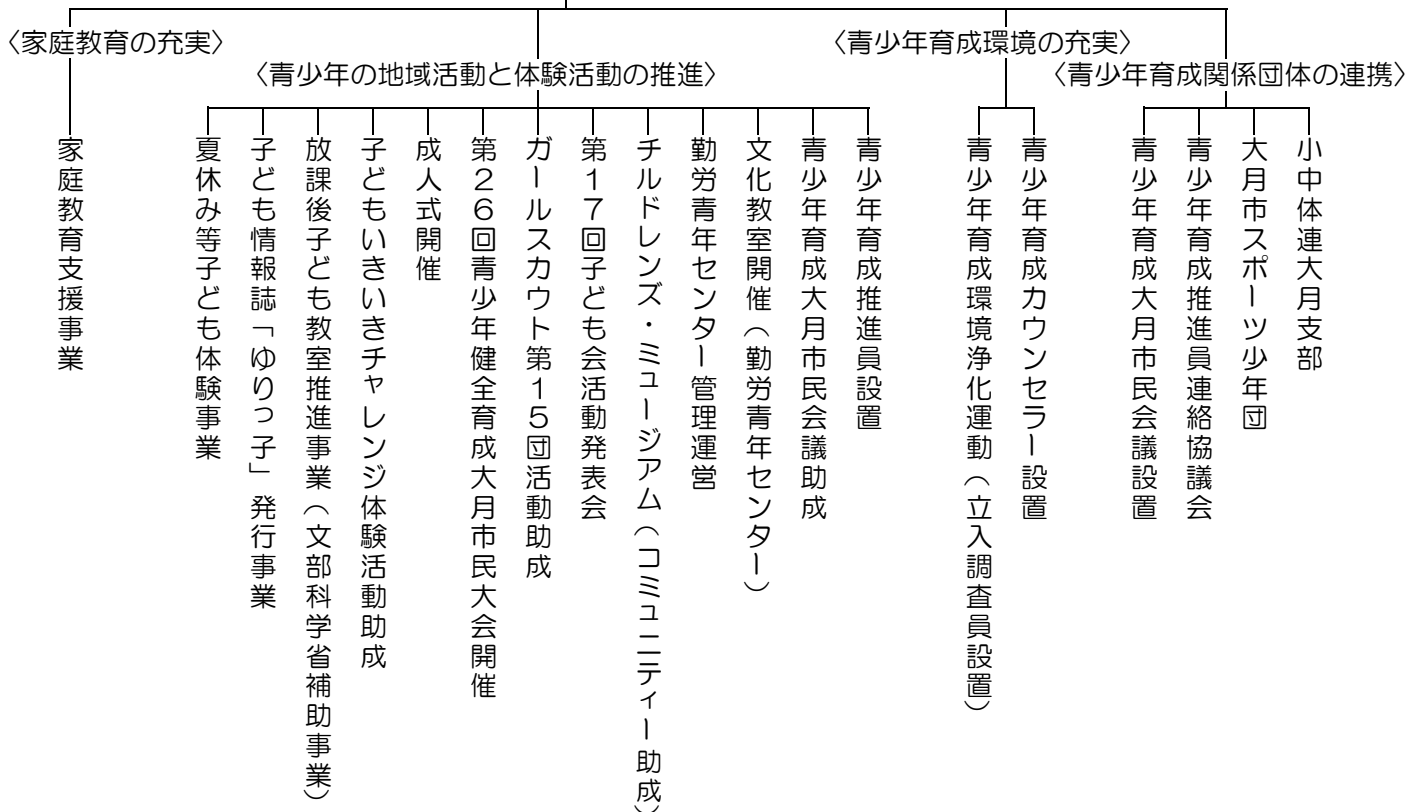 〈家庭教育の充実〉
家庭教育支援事業
〈青少年の地域活動と体験活動の推進〉
夏休み等子ども体験事業
子ども情報誌「ゆりっ子」発行事業
放課後子ども教室推進事業（文部科学省補助事業）
子どもいきいきチャレンジ体験活動助成
成人式開催
第２６回青少年健全育成大月市民大会開催
ガールスカウト第１５団活動助成
第１７回子ども会活動発表会
チルドレンズ・ミュージアム（コミュニティー助成）
勤労青年センター管理運営
文化教室開催（勤労青年センター）
青少年育成大月市民会議助成
青少年育成推進員設置
〈青少年育成環境の充実〉
青少年育成環境浄化運動（立入調査員設置）
青少年育成カウンセラー設置
〈青少年育成関係団体の連携〉
青少年育成大月市民会議設置
青少年育成推進員連絡協議会
大月市スポーツ少年団
小中体連大月支部